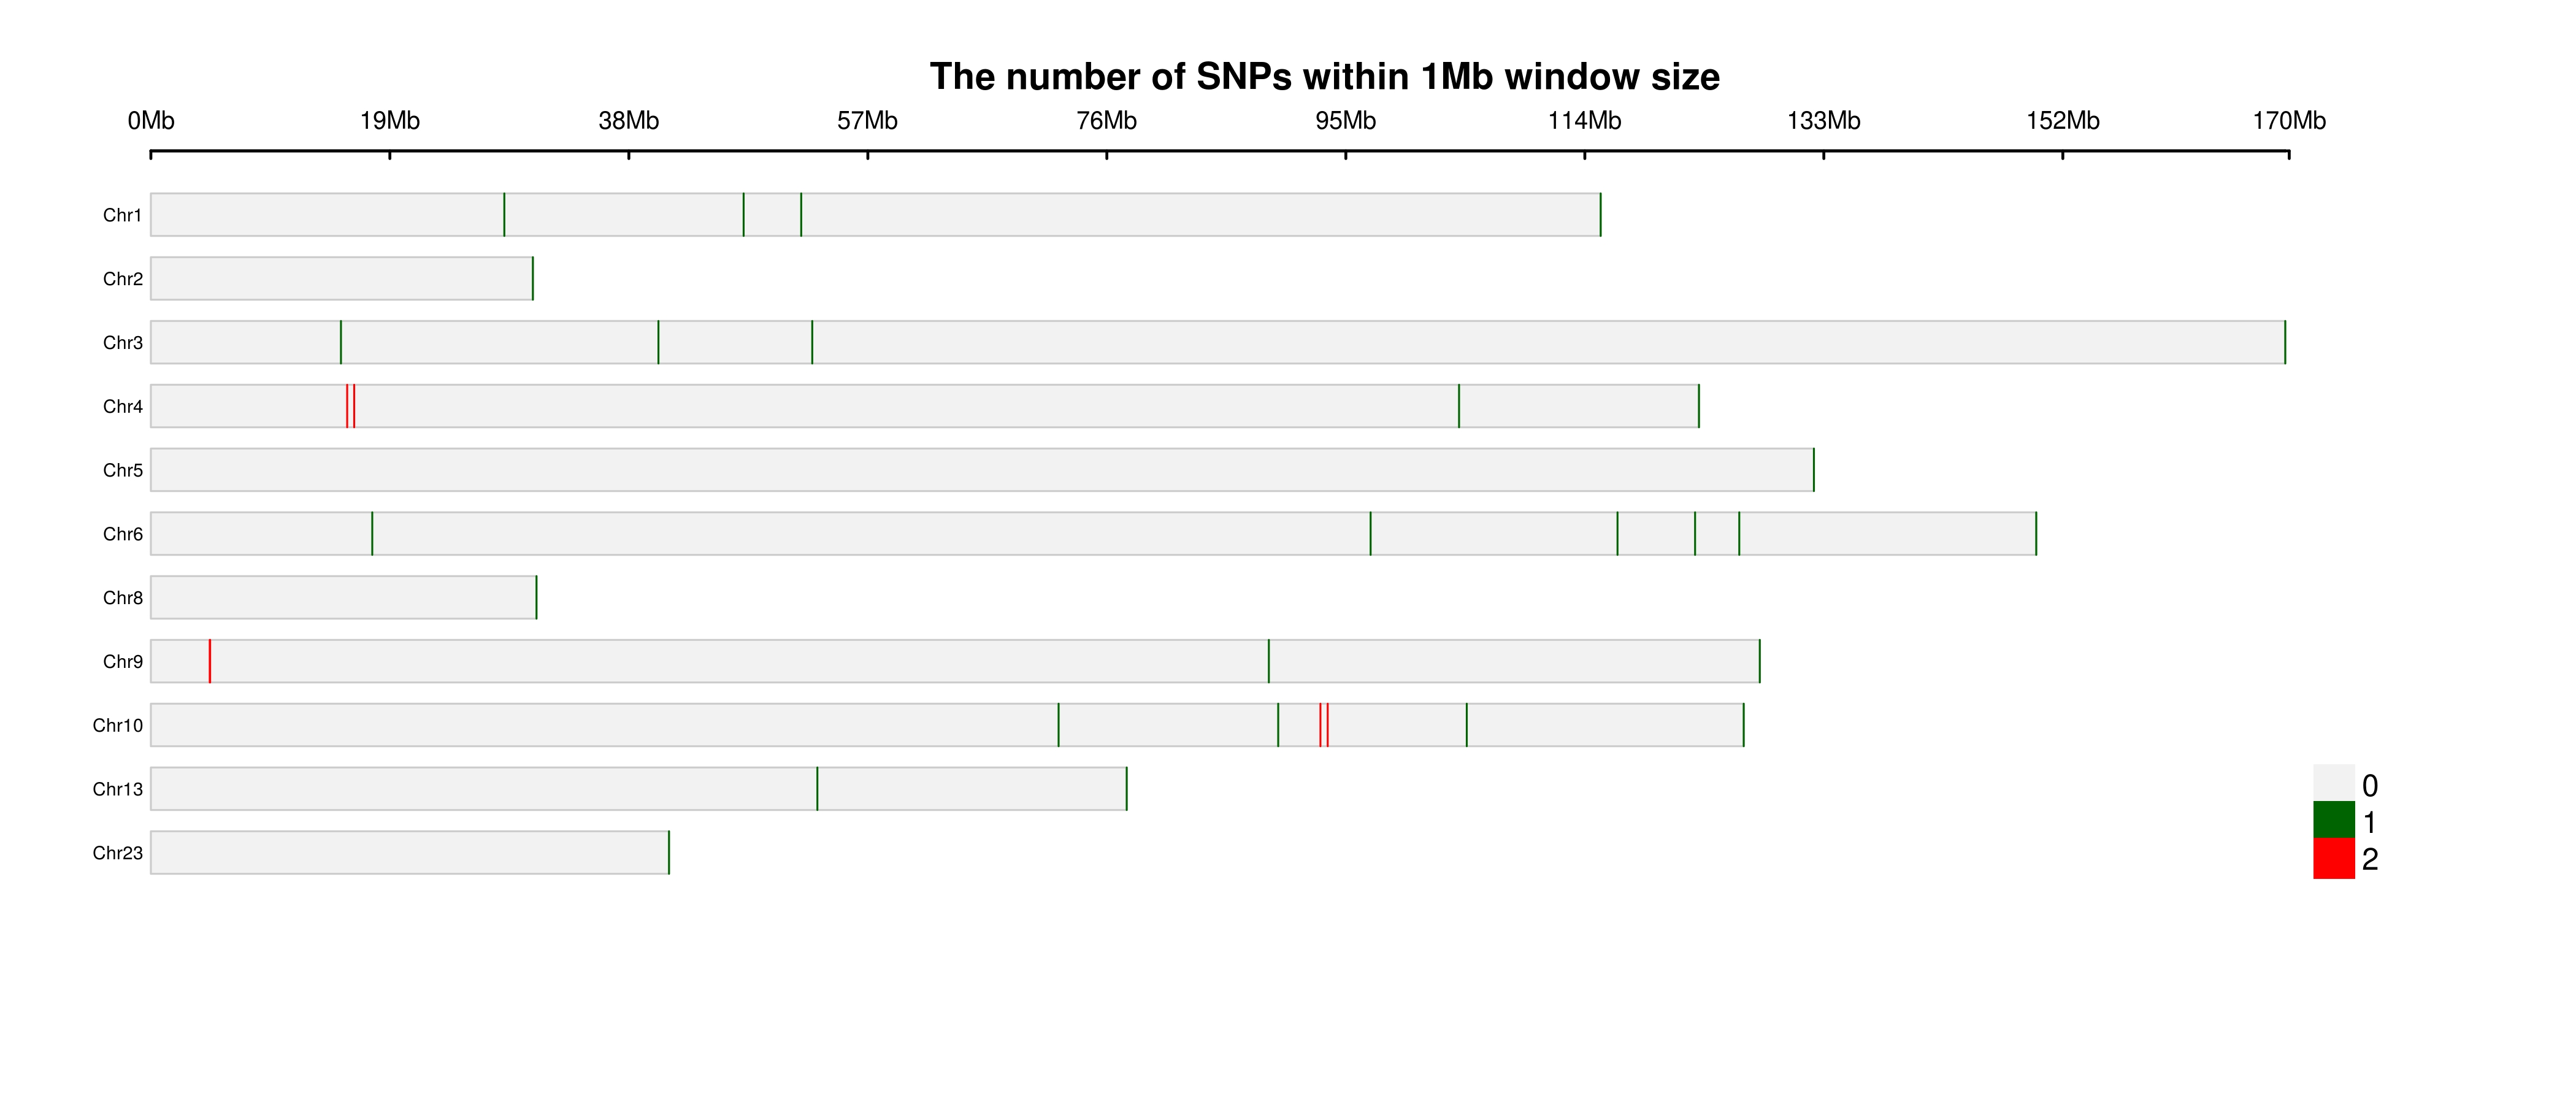 The number of SNPs within 1Mb window size
0Mb 19Mb 38Mb 57Mb 76Mb 95Mb 114Mb 133Mb 152Mb 170Mb
Chr1
Chr2
Chr3
Chr4
Chr5
Chr6
Chr8
Chr9
Chr10
Chr13
Chr23
0
1
2